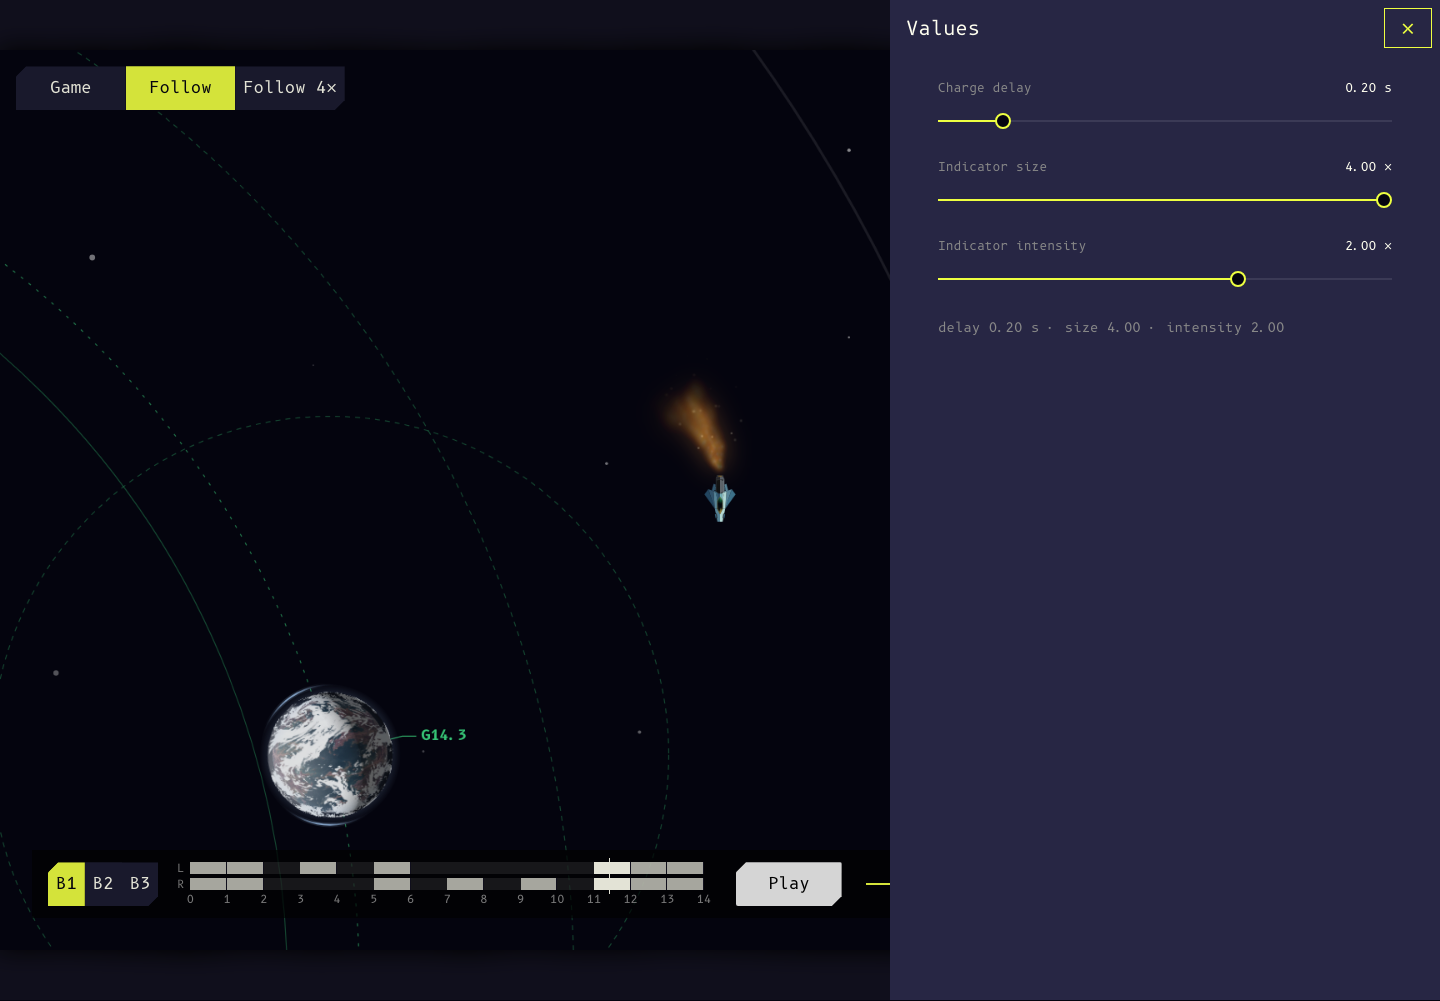 Values
×
Game Follow Follow 4×
Charge delay 0.20 s
Indicator size 4.00 ×
Indicator intensity 2.00 ×
delay 0.20 s · size 4.00 · intensity 2.00
G14.3
B1 B2 B3
L
R
0 1 2 3 4 5 6 7 8 9 10 11 12 13 14
Play